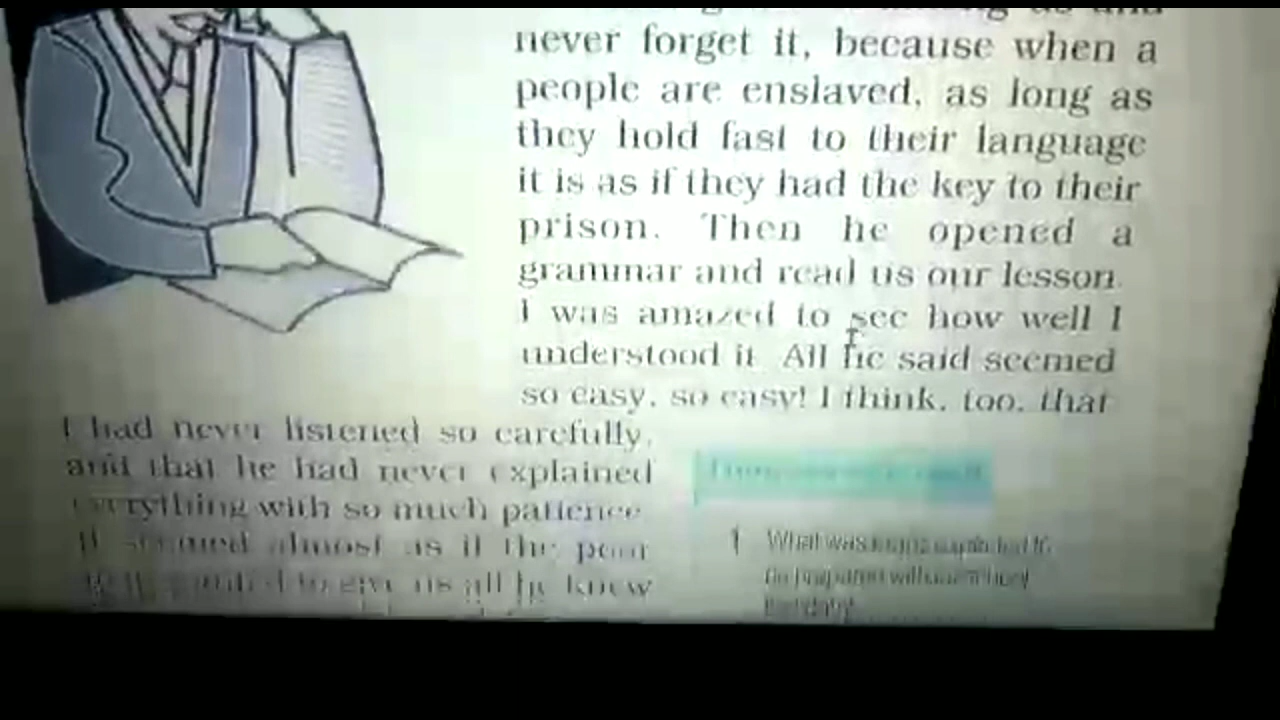 never forget it, because when a
people are enslaved, as long as
they hold fast to their language
it is as if they had the key to their
prison. Then he opened a
grammar and read us our lesson.
I was amazed to see how well I
understood it. All he said seemed
so easy, so easy! I think, too, that
I had never listened so carefully,
and that he had never explained
everything with so much patience.
It seemed almost as if the poor
give us all he knew
1 What was